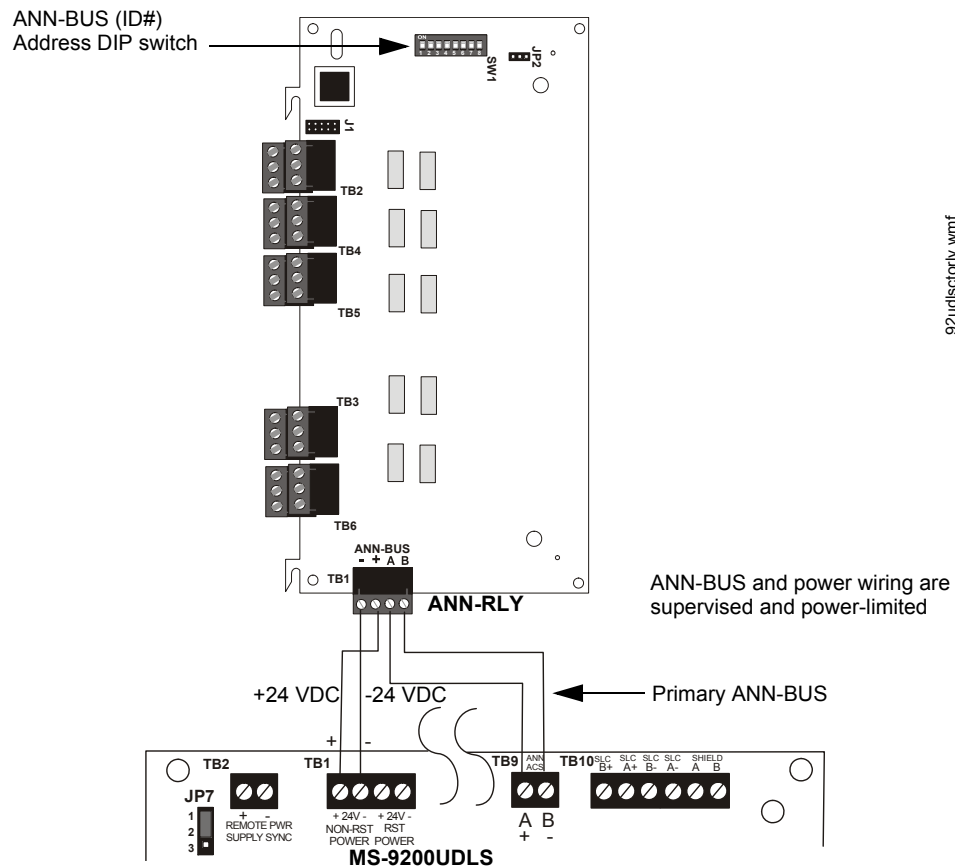 ANN-BUS (ID#)
Address DIP switch
ON
1 2 3 4 5 6 7 8
SW1
JP2
J1
TB2
TB4
TB5
TB3
TB6
92udlsctorly.wmf
ANN-BUS
- + A B
TB1
ANN-RLY
ANN-BUS and power wiring are
supervised and power-limited
+24 VDC
-24 VDC
Primary ANN-BUS
+ -
TB2
TB1
TB9
ANN
ACS
TB10
SLC SLC SLC SLC SHIELD
B+ A+ B- A- A B
JP7
1
2
3
+ -
REMOTE PWR
SUPPLY SYNC
+ 24V - + 24V -
NON-RST RST
POWER POWER
A B
+ -
MS-9200UDLS